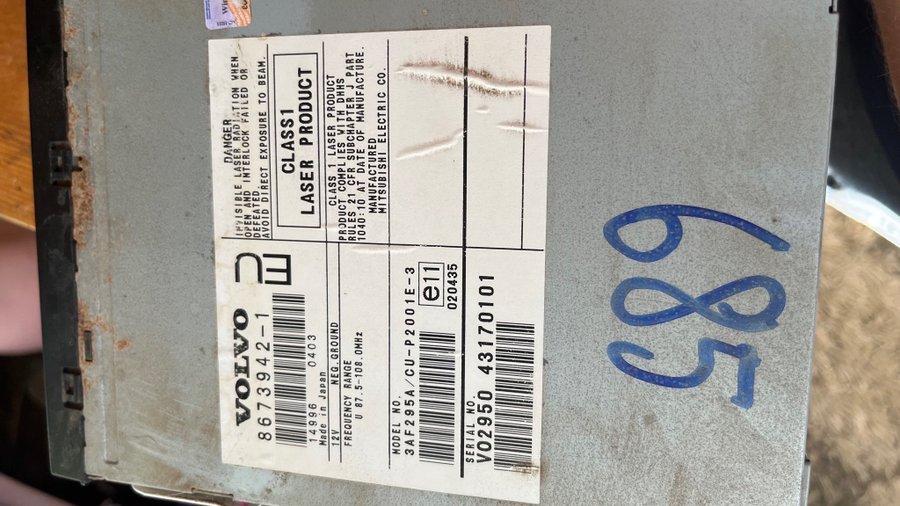 VOLVO
8673942-1
14996 0403
Made in Japan
12V NEG.GROUND
FREQUENCY RANGE
U 87.5-108.0MHz
MODEL NO.
3AF295A/CU-P2001E-3
e11
020435
SERIAL NO.
VO2950 43170101
DANGER
INVISIBLE LASER RADIATION WHEN
OPEN AND INTERLOCK FAILED OR
DEFEATED.
AVOID DIRECT EXPOSURE TO BEAM.
CLASS1
LASER PRODUCT
CLASS 1 LASER PRODUCT
PRODUCT COMPLIES WITH DHHS
RULES 21 CFR SUBCHAPTER J PART
1040:10 AT DATE OF MANUFACTURE.
MANUFACTURED
MITSUBISHI ELECTRIC CO.
685